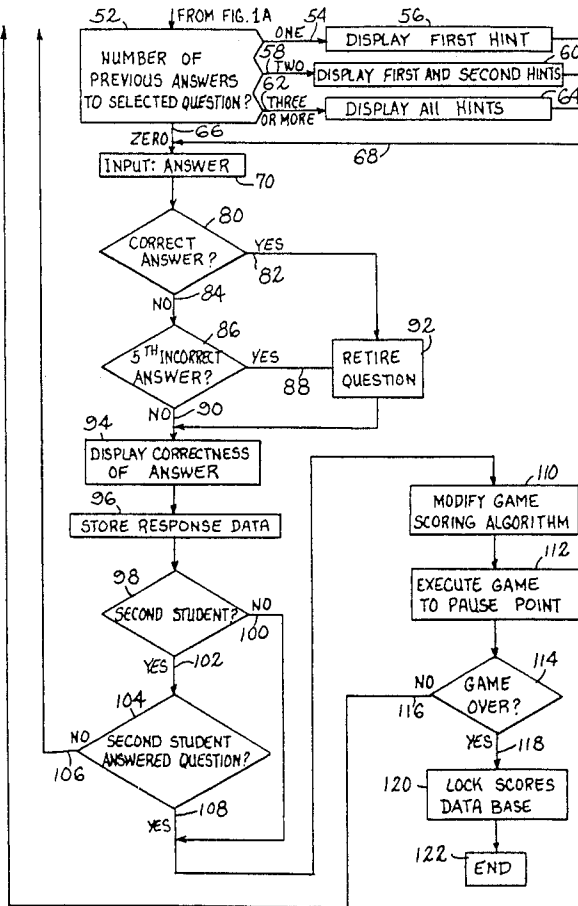 FROM FIG.1A
52
54
56
ONE
DISPLAY FIRST HINT
NUMBER OF
PREVIOUS ANSWERS
TO SELECTED QUESTION?
58
TWO
60
DISPLAY FIRST AND SECOND HINTS
62
THREE
OR MORE
64
DISPLAY All HINTS
ZERO
66
68
INPUT: ANSWER
70
80
CORRECT
ANSWER?
YES
82
84
NO
86
5TH INCORRECT
ANSWER?
YES
88
92
RETIRE
QUESTION
NO
90
94
DISPLAY CORRECTNESS
OF ANSWER
96
STORE RESPONSE DATA
98
SECOND STUDENT?
NO
100
YES
102
104
NO
106
SECOND STUDENT
ANSWERED QUESTION?
YES
108
110
MODIFY GAME
SCORING ALGORITHM
112
EXECUTE GAME
TO PAUSE POINT
114
NO
116
GAME
OVER?
YES
118
120
LOCK SCORES
DATA BASE
122
END